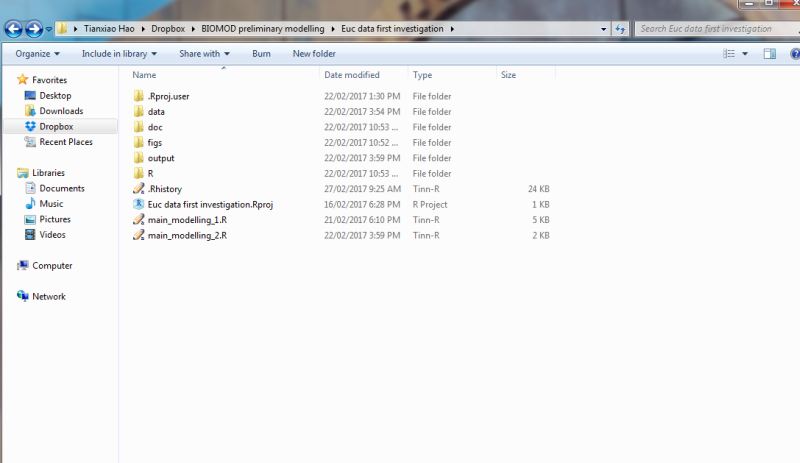 Tianxiao Hao Dropbox BIOMOD preliminary modelling Euc data first investigation Search Euc data first investigation
Organize Include in library Share with Burn New folder
Favorites
Desktop
Downloads
Dropbox
Recent Places
Libraries
Documents
Music
Pictures
Videos
Computer
Network
Name Date modified Type Size
.Rproj.user 22/02/2017 1:30 PM File folder
data 22/02/2017 3:54 PM File folder
doc 22/02/2017 10:53 ... File folder
figs 22/02/2017 10:52 ... File folder
output 22/02/2017 3:59 PM File folder
R 22/02/2017 10:53 ... File folder
.Rhistory 27/02/2017 9:25 AM Tinn-R 24 KB
Euc data first investigation.Rproj 16/02/2017 6:28 PM R Project 1 KB
main_modelling_1.R 21/02/2017 6:10 PM Tinn-R 5 KB
main_modelling_2.R 22/02/2017 3:59 PM Tinn-R 2 KB